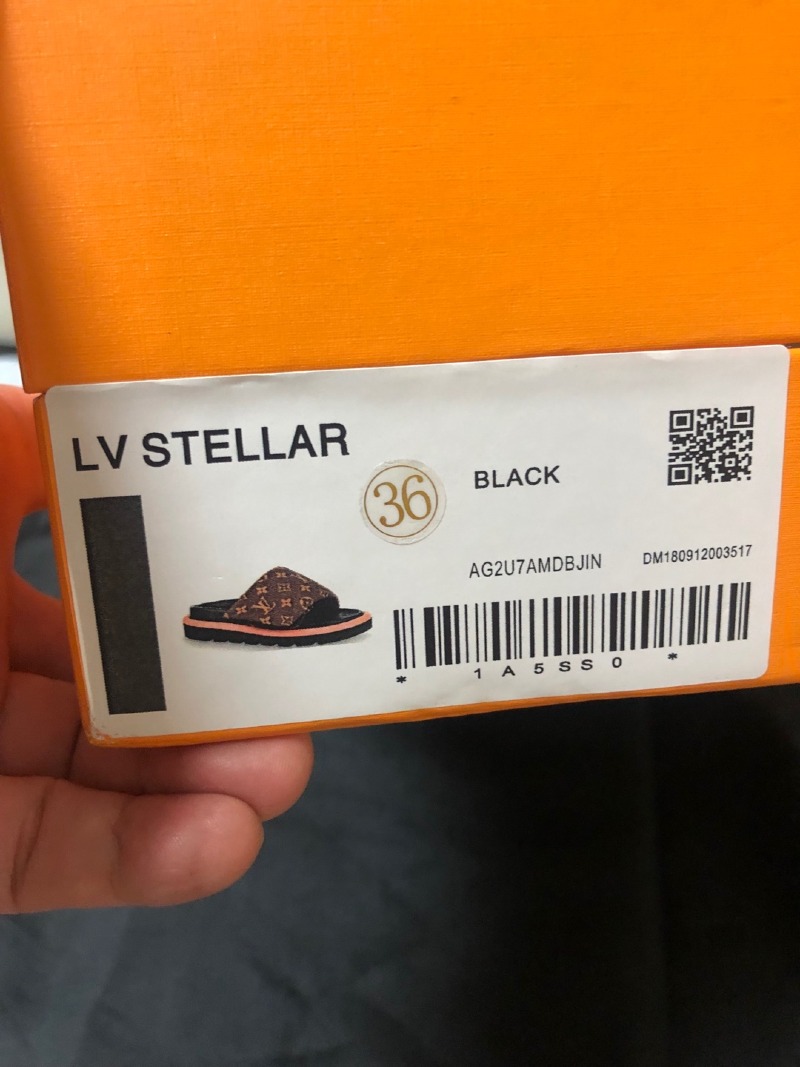 LV STELLAR
36
BLACK
AG2U7AMDBJIN
DM180912003517
* 1A5SS0 *